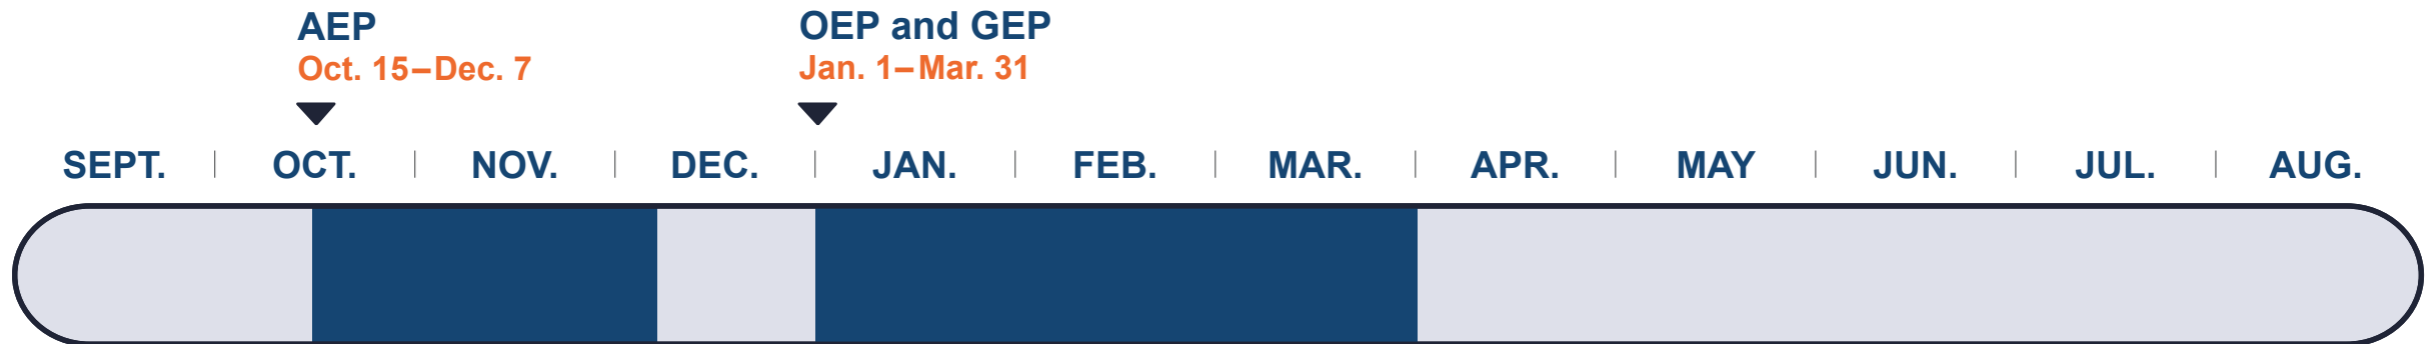 AEP
Oct. 15–Dec. 7
OEP and GEP
Jan. 1–Mar. 31
SEPT. | OCT. | NOV. | DEC. | JAN. | FEB. | MAR. | APR. | MAY | JUN. | JUL. | AUG.